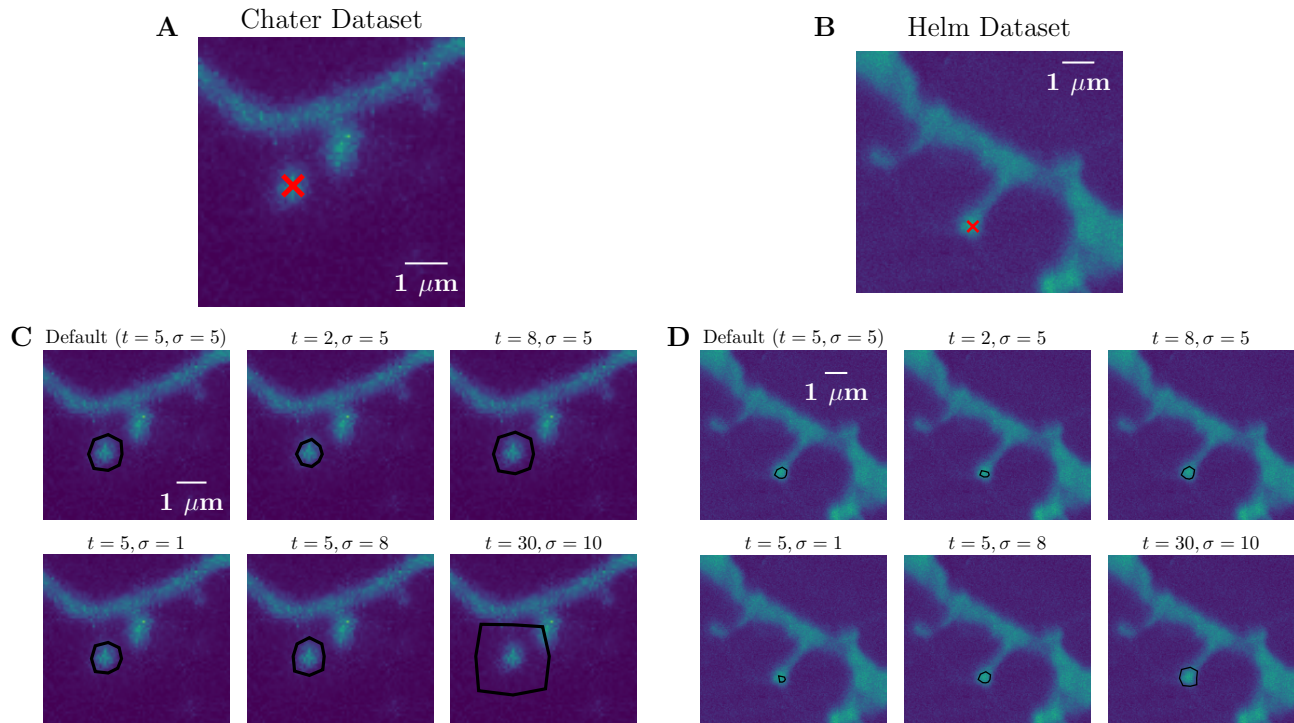 A
Chater Dataset
1 μm
B
Helm Dataset
1 μm
C
Default (t = 5, σ = 5)
t = 2, σ = 5
t = 8, σ = 5
1 μm
t = 5, σ = 1
t = 5, σ = 8
t = 30, σ = 10
D
Default (t = 5, σ = 5)
t = 2, σ = 5
t = 8, σ = 5
1 μm
t = 5, σ = 1
t = 5, σ = 8
t = 30, σ = 10